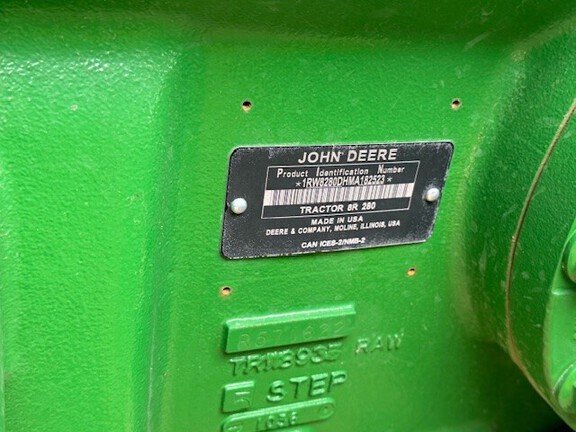 JOHN DEERE
Product Identification Number
*1RW8280DHMA182523*
TRACTOR 8R 280
MADE IN USA
DEERE & COMPANY, MOLINE, ILLINOIS, USA
CAN ICES-2/NMB-2
RAW
STEP